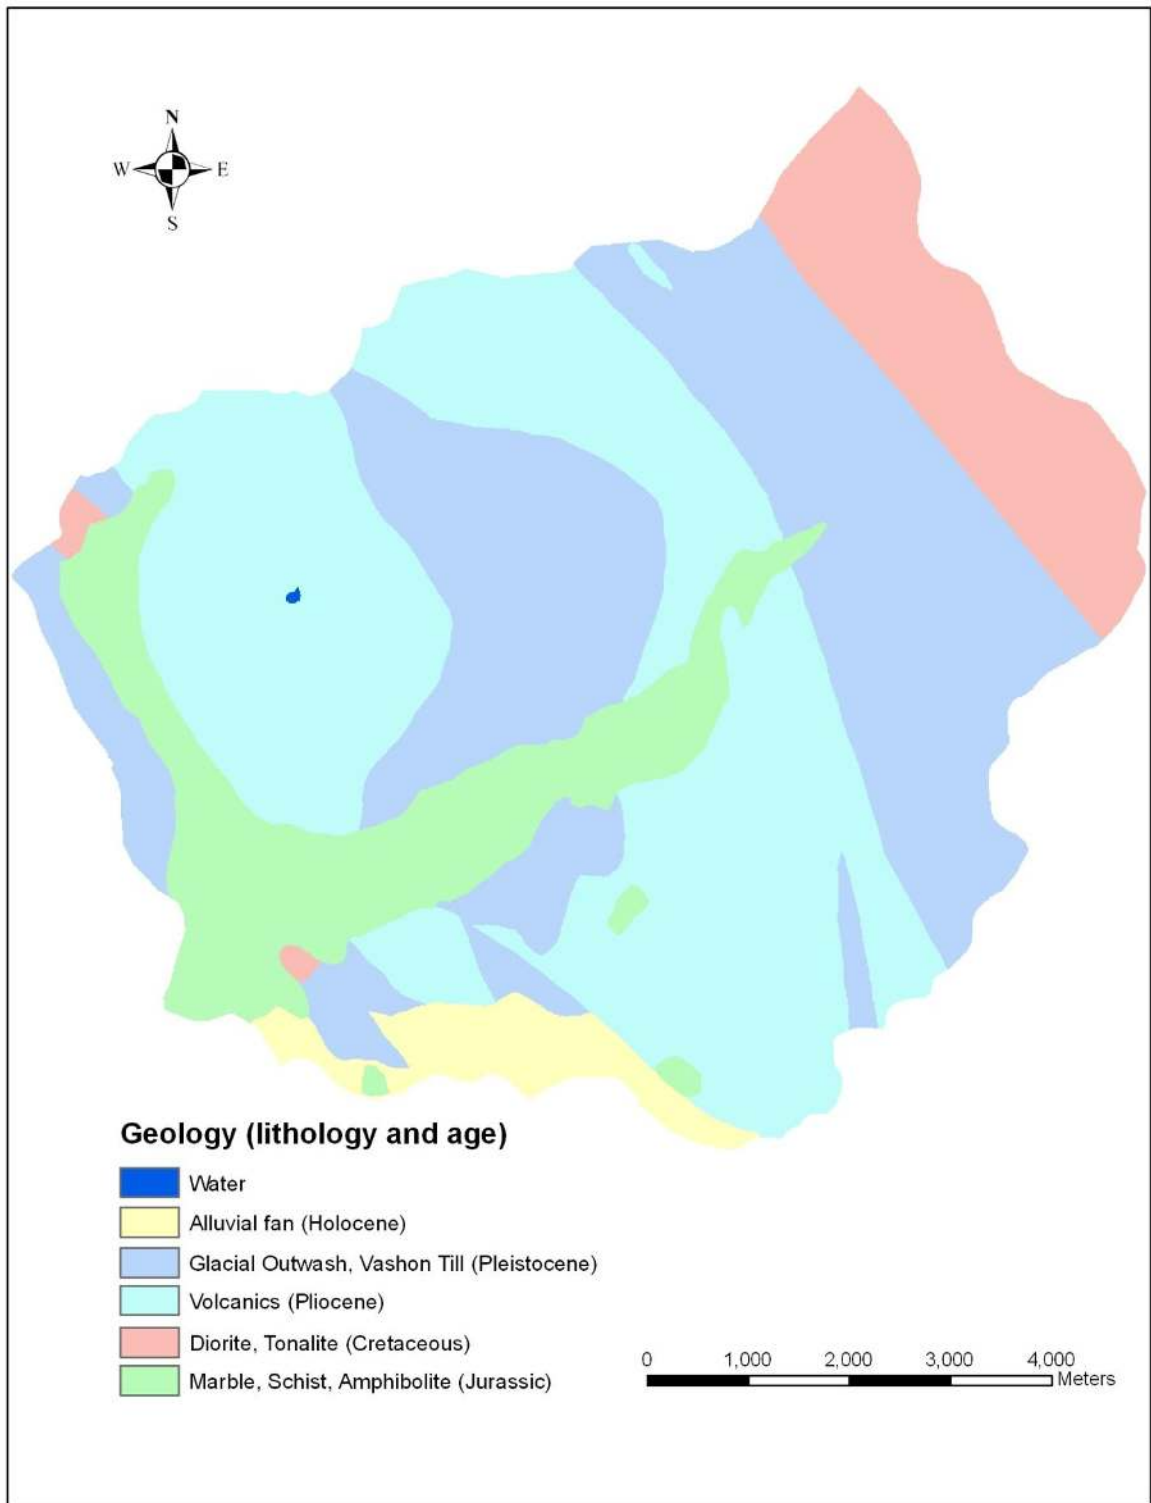 N
W E
S
Geology (lithology and age)
Water
Alluvial fan (Holocene)
Glacial Outwash, Vashon Till (Pleistocene)
Volcanics (Pliocene)
Diorite, Tonalite (Cretaceous)
Marble, Schist, Amphibolite (Jurassic)
0 1,000 2,000 3,000 4,000
Meters